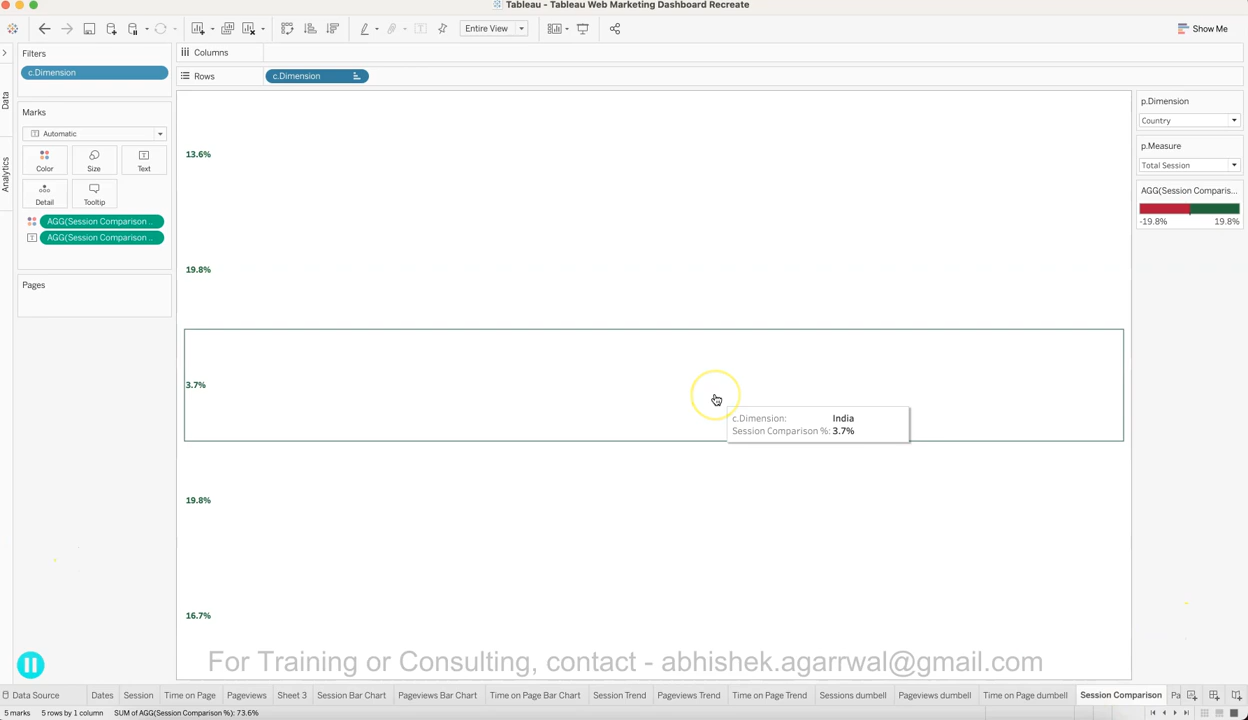 Tableau - Tableau Web Marketing Dashboard Recreate
Entire View
Show Me
Data
Analytics
Filters
c.Dimension
Marks
Automatic
Color
Size
Text
Detail
Tooltip
AGG(Session Comparison ..
AGG(Session Comparison ..
Pages
Columns
Rows
c.Dimension
13.6%
19.8%
3.7%
19.8%
16.7%
c.Dimension: India
Session Comparison %: 3.7%
p.Dimension
Country
p.Measure
Total Session
AGG(Session Comparis...
-19.8% 19.8%
For Training or Consulting, contact - abhishek.agarrwal@gmail.com
Data Source Dates Session Time on Page Pageviews Sheet 3 Session Bar Chart Pageviews Bar Chart Time on Page Bar Chart Session Trend Pageviews Trend Time on Page Trend Sessions dumbell Pageviews dumbell Time on Page dumbell Session Comparison Pa
5 marks 5 rows by 1 column SUM of AGG(Session Comparison %): 73.6%